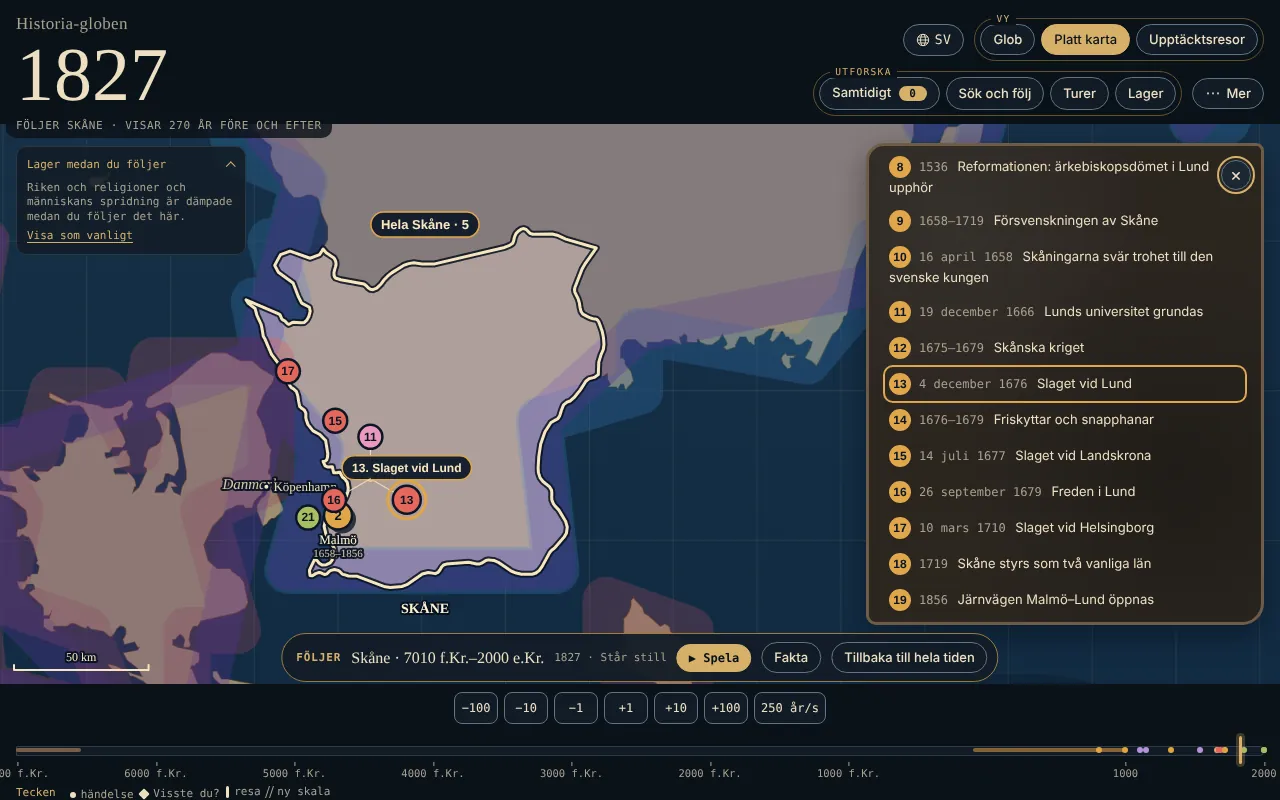 Historia-globen
1827
FÖLJER SKÅNE · VISAR 270 ÅR FÖRE OCH EFTER
SV
VY
Glob
Platt karta
Upptäcktsresor
UTFORSKA
Samtidigt 0
Sök och följ
Turer
Lager
··· Mer
Lager medan du följer
Riken och religioner och
människans spridning är dämpade
medan du följer det här.
Visa som vanligt
Hela Skåne · 5
17
15
11
13. Slaget vid Lund
Köpenhamn
16
13
21
2
Malmö
1658–1856
SKÅNE
50 km
8 1536 Reformationen: ärkebiskopsdömet i Lund
upphör
×
9 1658–1719 Försvenskningen av Skåne
10 16 april 1658 Skåningarna svär trohet till den
svenske kungen
11 19 december 1666 Lunds universitet grundas
12 1675–1679 Skånska kriget
13 4 december 1676 Slaget vid Lund
14 1676–1679 Friskyttar och snapphanar
15 14 juli 1677 Slaget vid Landskrona
16 26 september 1679 Freden i Lund
17 10 mars 1710 Slaget vid Helsingborg
18 1719 Skåne styrs som två vanliga län
19 1856 Järnvägen Malmö–Lund öppnas
FÖLJER Skåne · 7010 f.Kr.–2000 e.Kr. 1827 · Står still ▶ Spela Fakta Tillbaka till hela tiden
−100 −10 −1 +1 +10 +100 250 år/s
6000 f.Kr. 5000 f.Kr. 4000 f.Kr. 3000 f.Kr. 2000 f.Kr. 1000 f.Kr. 1000 2000
Tecken händelse Visste du? resa // ny skala